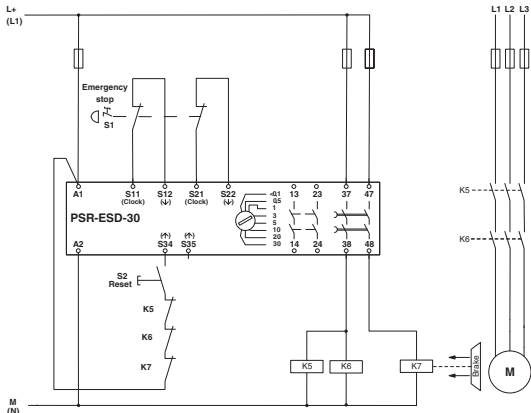 L+
(L1)
L1 L2 L3
Emergency
stop
S1
A1
S11
(Clock)
S12
S21
(Clock)
S22
<0,1
0,5
1
3
5
10
20
30
13
23
37
47
PSR-ESD-30
A2
S34
S35
14
24
38
48
K5
K6
S2
Reset
K5
K6
K7
K5
K6
K7
Brake
M
M
(N)